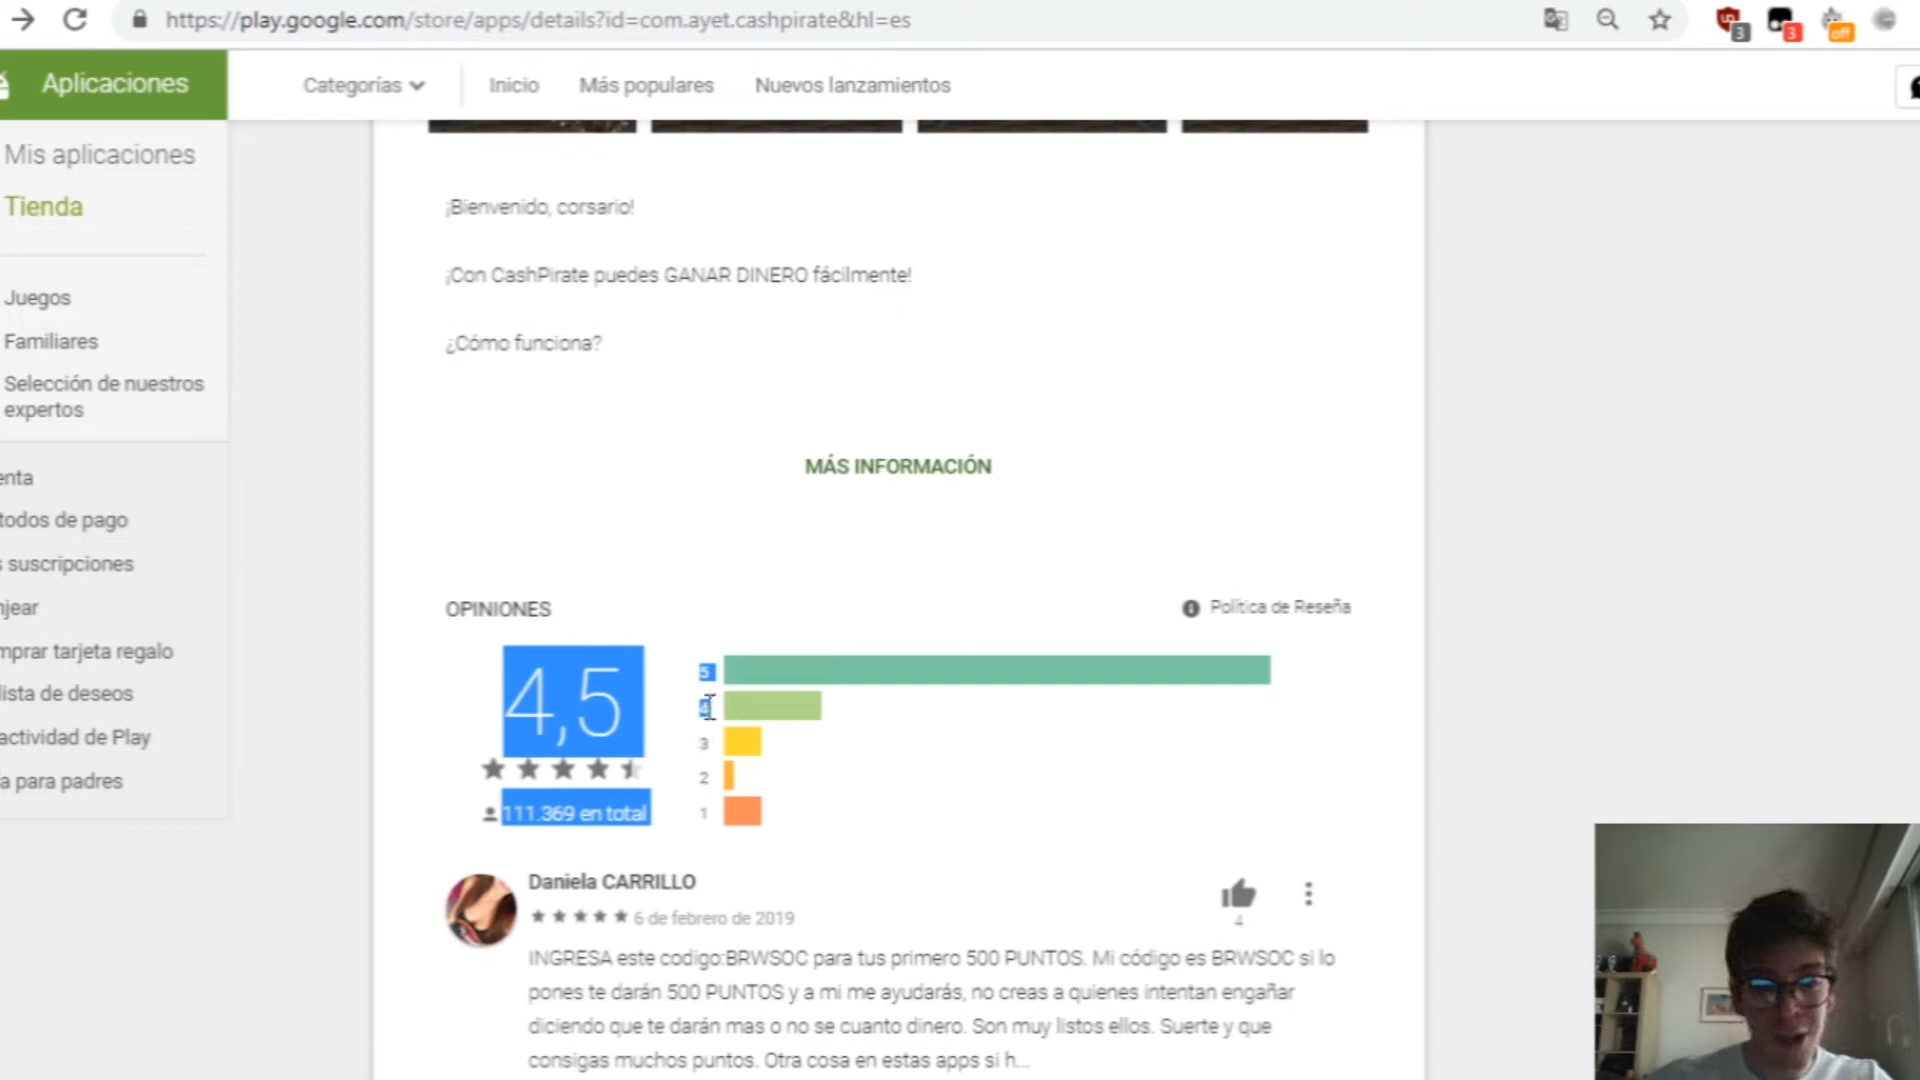 https://play.google.com/store/apps/details?id=com.ayet.cashpirate&hl=es
3
3
off
Aplicaciones
Categorías
Inicio
Más populares
Nuevos lanzamientos
Mis aplicaciones
Tienda
Juegos
Familiares
Selección de nuestros
expertos
enta
todos de pago
s suscripciones
njear
mprar tarjeta regalo
lista de deseos
actividad de Play
ía para padres
¡Bienvenido, corsario!
¡Con CashPirate puedes GANAR DINERO fácilmente!
¿Cómo funciona?
MÁS INFORMACIÓN
OPINIONES
Política de Reseña
4,5
111.369 en total
5
4
3
2
1
Daniela CARRILLO
6 de febrero de 2019
4
INGRESA este codigo:BRWSOC para tus primero 500 PUNTOS. Mi código es BRWSOC si lo
pones te darán 500 PUNTOS y a mi me ayudarás, no creas a quienes intentan engañar
diciendo que te darán mas o no se cuanto dinero. Son muy listos ellos. Suerte y que
consigas muchos puntos. Otra cosa en estas apps si h...